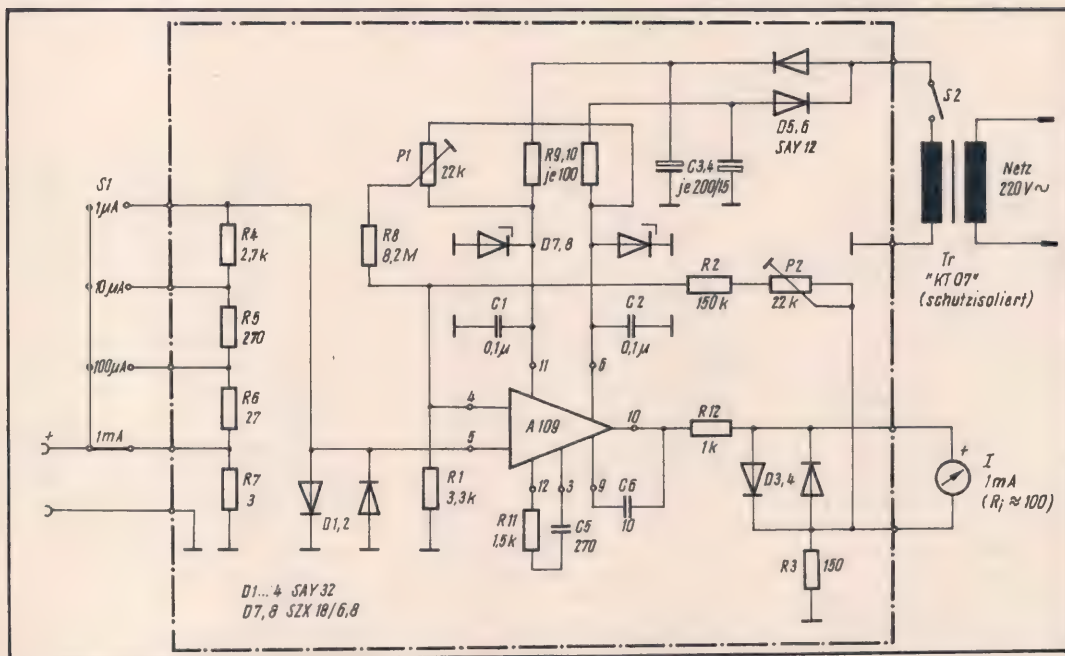 S2
D5,6
SAY 12
C3,4
je 200/15
Netz
220 V ~
Tr
"KT 07"
(schutzisoliert)
P1
22k
R9,10
je 100
S1
1µA
10µA
100µA
1mA
+
R4
2,7k
R5
270
R6
27
R7
3
R8
8,2M
D7,8
R2
150k
P2
22k
C1
0,1µ
C2
0,1µ
11
6
4
5
A 109
10
12
3
9
R12
1k
R1
3,3k
D1,2
R11
1,5k
C5
270
C6
10
D3,4
R3
150
+
I
1mA
(Ri ≈ 100)
D1...4 SAY 32
D7,8 SZX 18/6,8